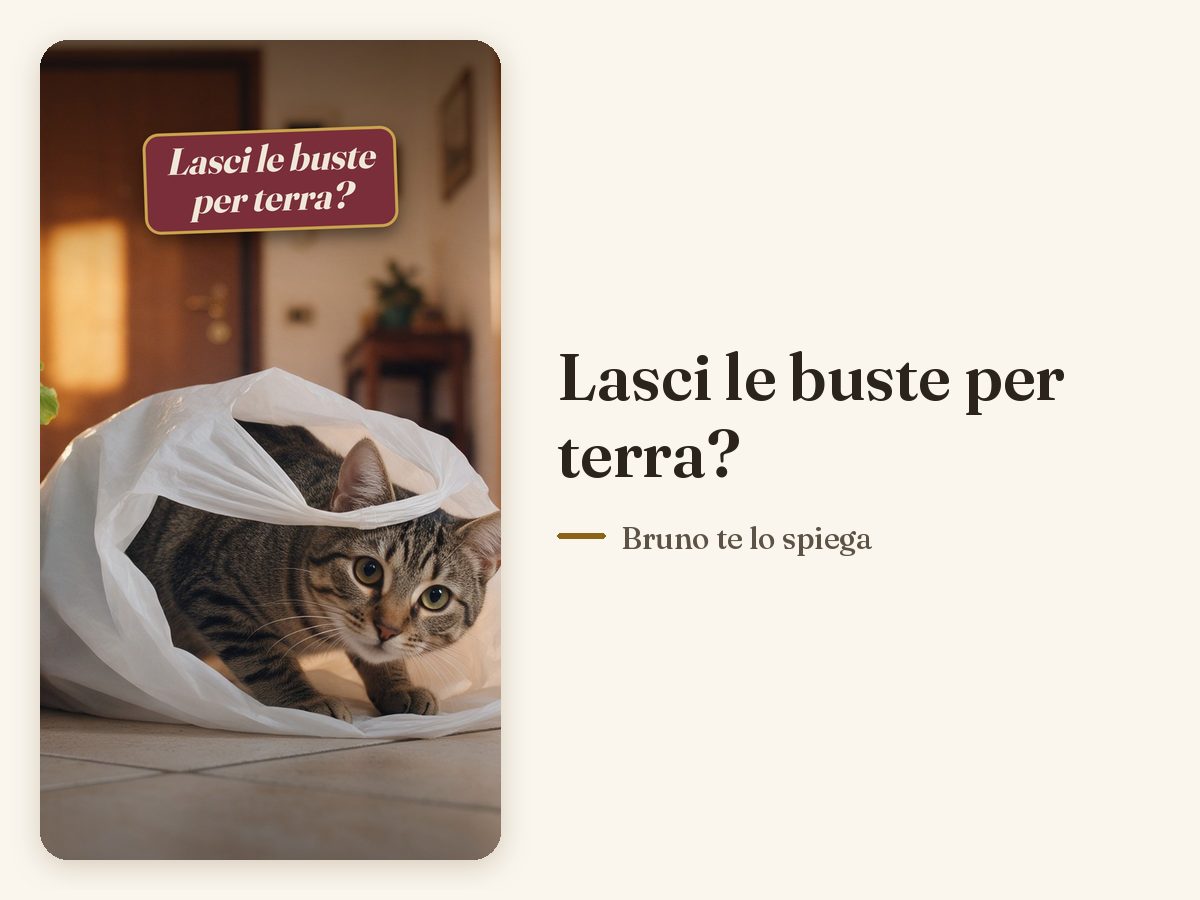 Lasci le buste
per terra?
Lasci le buste per
terra?
Bruno te lo spiega